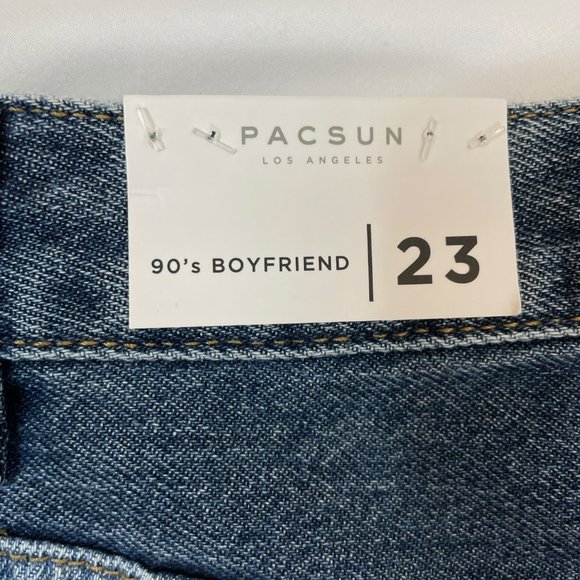 PACSUN
LOS ANGELES
90's BOYFRIEND | 23